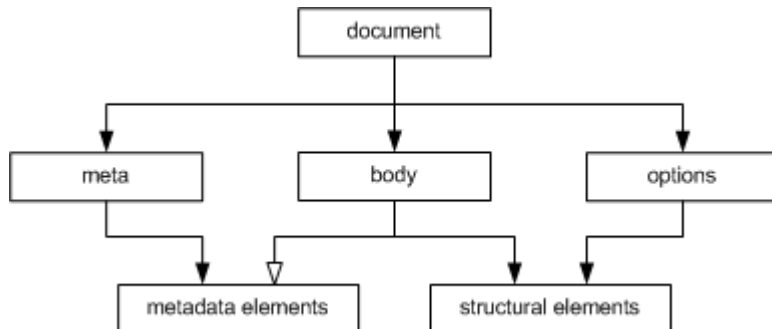 document
meta
body
options
metadata elements
structural elements